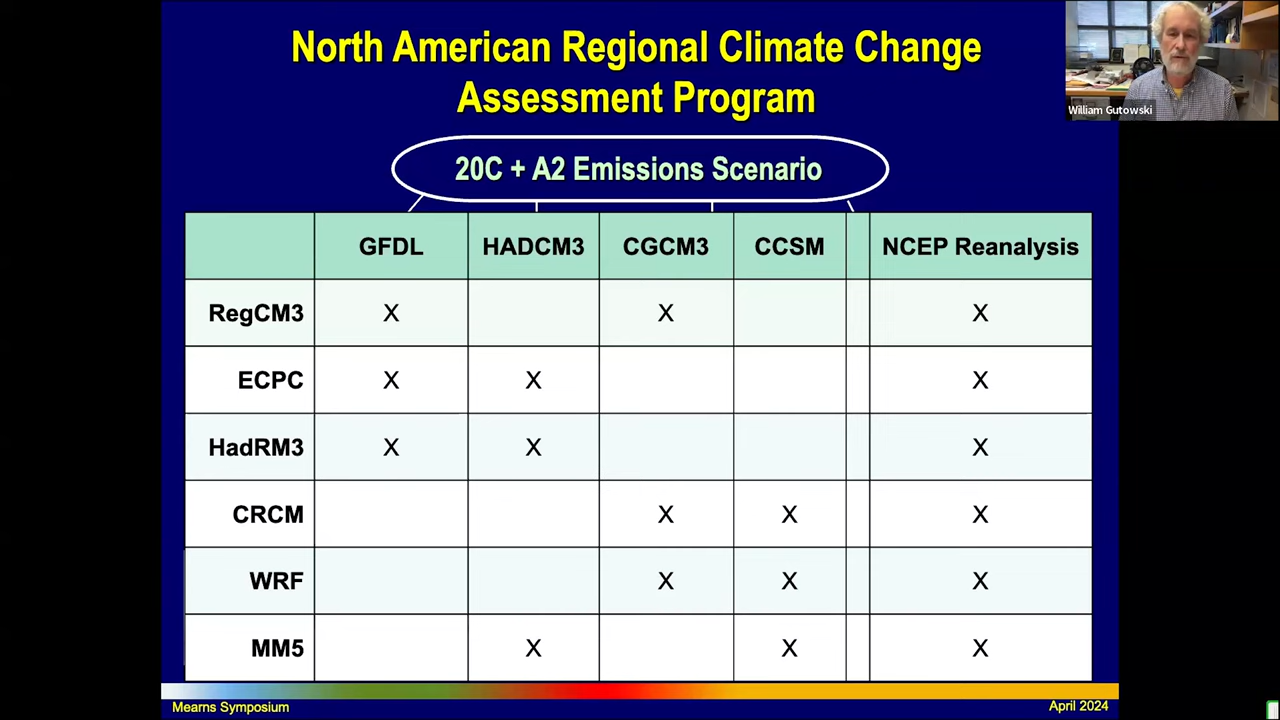 North American Regional Climate Change
Assessment Program
William Gutowski
20C + A2 Emissions Scenario
GFDL HADCM3 CGCM3 CCSM NCEP Reanalysis
RegCM3 X X X
ECPC X X X
HadRM3 X X X
CRCM X X X
WRF X X X
MM5 X X X
Mearns Symposium April 2024